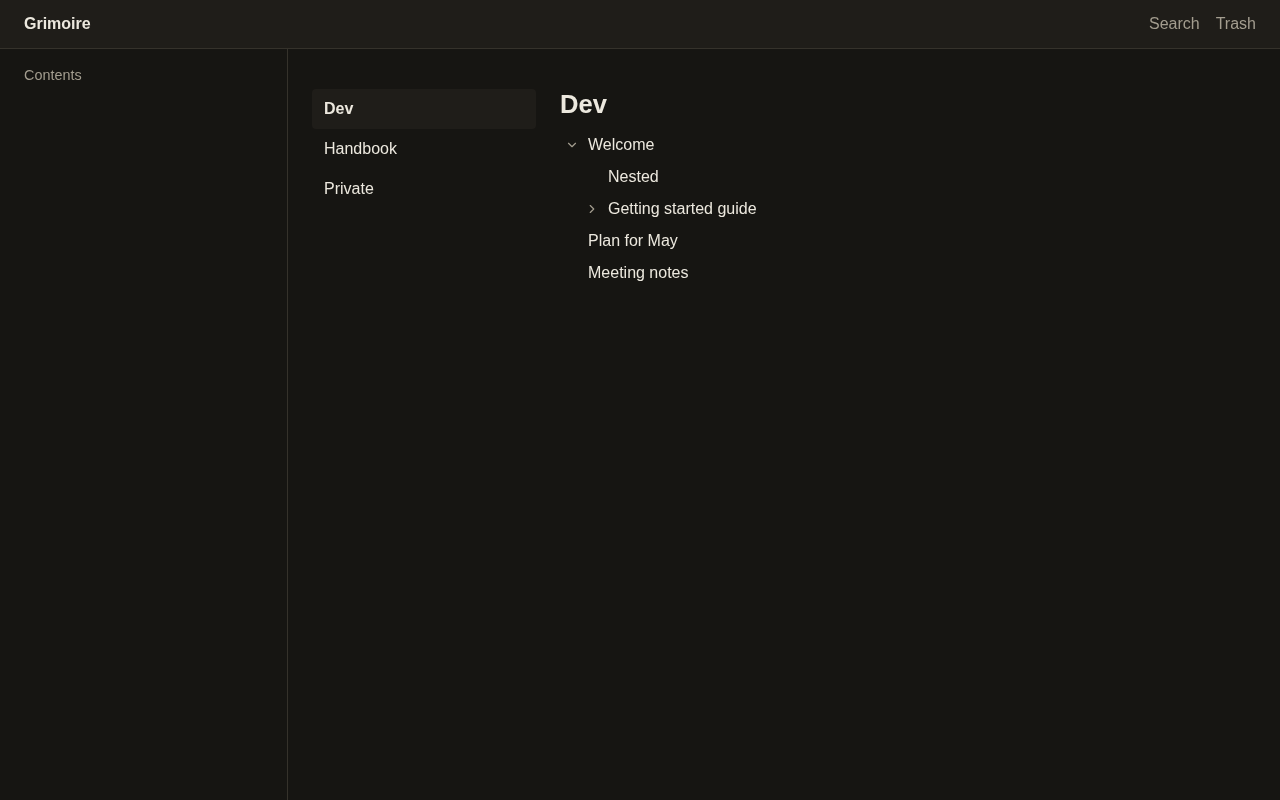 Grimoire
Search
Trash
Contents
Dev
Handbook
Private
Dev
Welcome
Nested
Getting started guide
Plan for May
Meeting notes